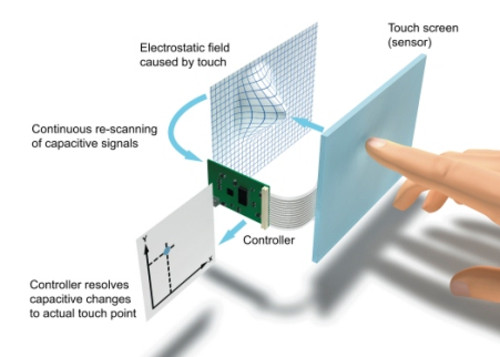 Touch screen
(sensor)
Electrostatic field
caused by touch
Continuous re-scanning
of capacitive signals
Controller
Y
X
Controller resolves
capacitive changes
to actual touch point